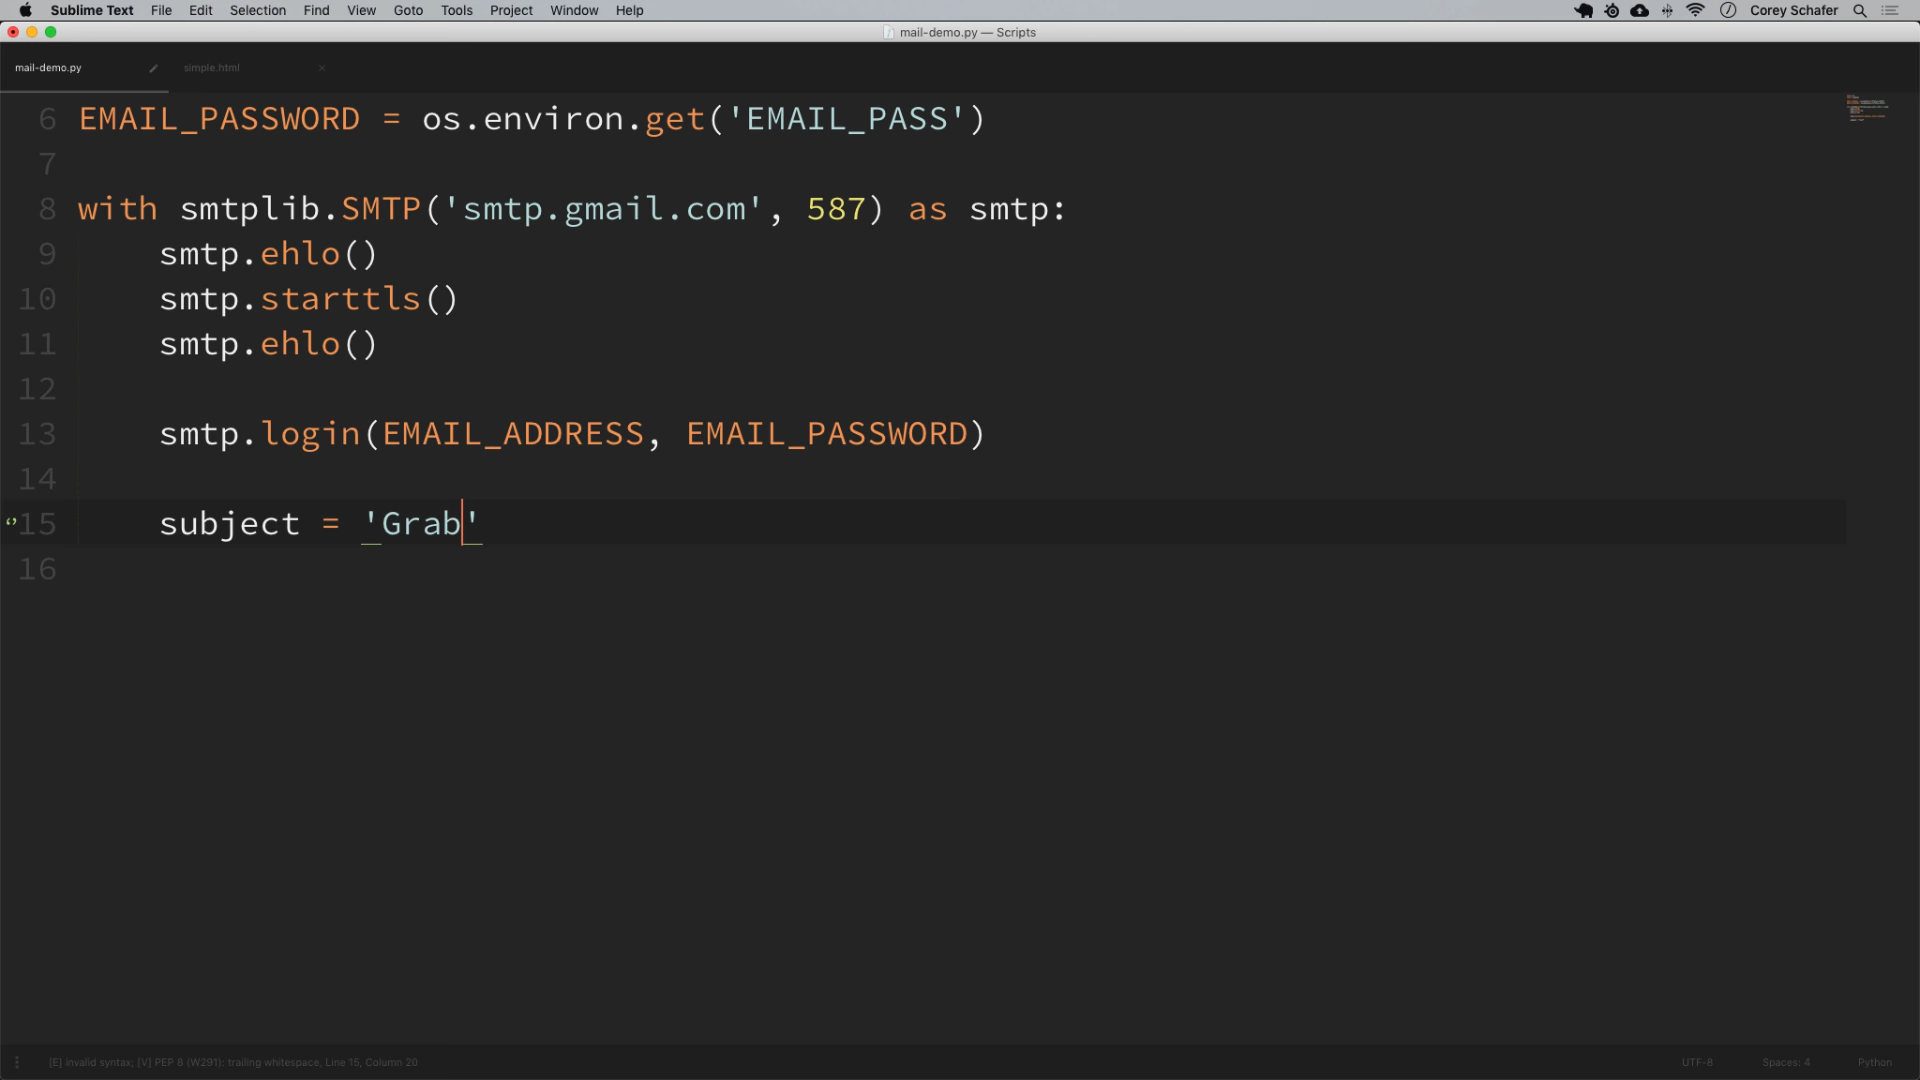 Sublime Text File Edit Selection Find View Goto Tools Project Window Help Corey Schafer
mail-demo.py — Scripts
mail-demo.py simple.html
6 EMAIL_PASSWORD = os.environ.get('EMAIL_PASS')
7
8 with smtplib.SMTP('smtp.gmail.com', 587) as smtp:
9 smtp.ehlo()
10 smtp.starttls()
11 smtp.ehlo()
12
13 smtp.login(EMAIL_ADDRESS, EMAIL_PASSWORD)
14
15 subject = 'Grab'
16
[E] invalid syntax; [V] PEP 8 (W291): trailing whitespace, Line 15, Column 20 UTF-8 Spaces: 4 Python